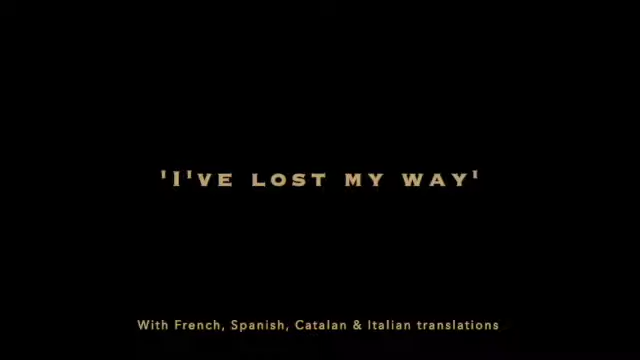 'I've lost my way'
With French, Spanish, Catalan & Italian translations